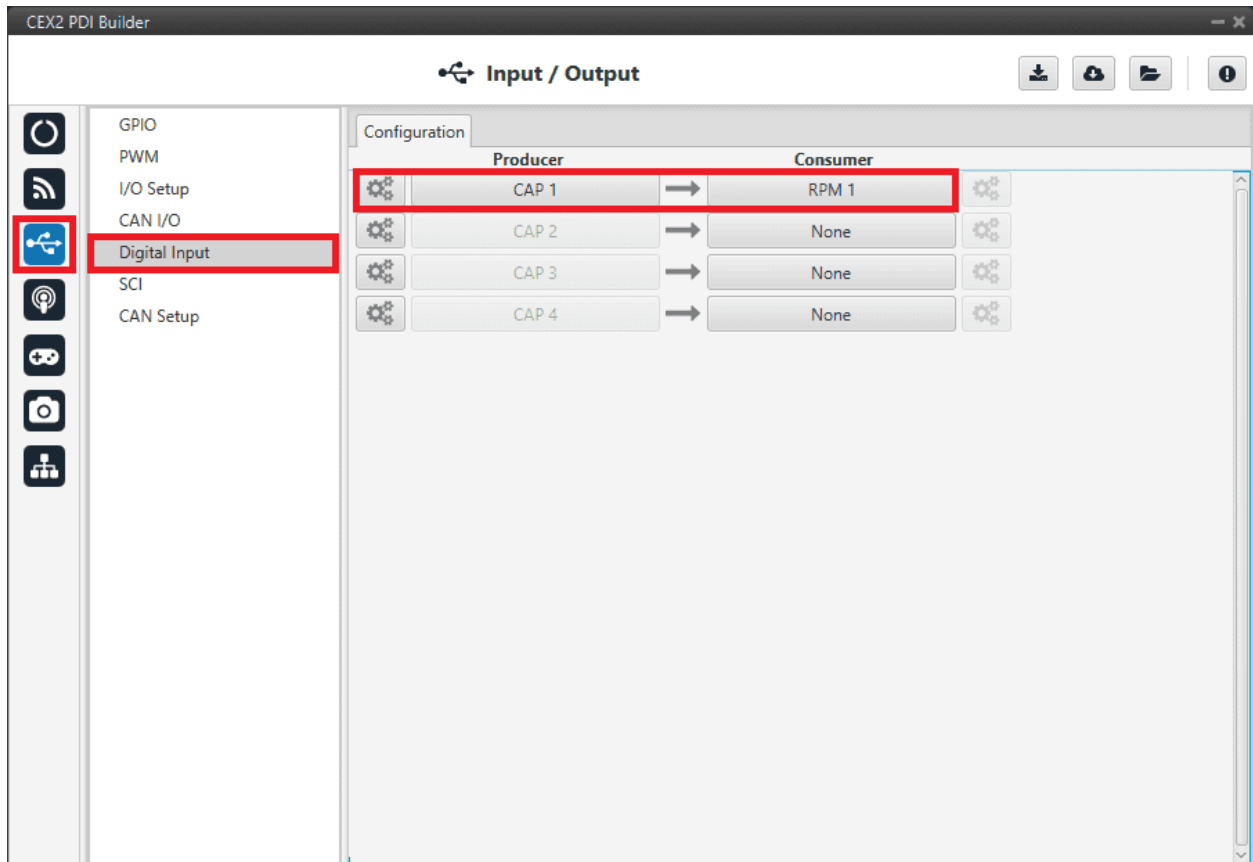 CEX2 PDI Builder
Input / Output
GPIO
PWM
I/O Setup
CAN I/O
Digital Input
SCI
CAN Setup
Configuration
Producer Consumer
CAP 1 RPM 1
CAP 2 None
CAP 3 None
CAP 4 None